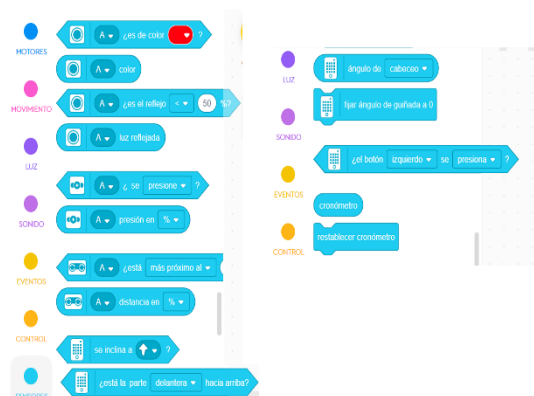 MOTORES
MOVIMIENTO
LUZ
SONIDO
EVENTOS
CONTROL
SENSORES
A ¿es de color ?
A color
A ¿es el reflejo < 50 %?
A luz reflejada
A ¿ se presione ?
A presión en %
A ¿está más próximo al
A distancia en %
se inclina a ?
¿está la parte delantera hacia arriba?
LUZ
SONIDO
EVENTOS
CONTROL
ángulo de cabeceo
fijar ángulo de guiñada a 0
¿el botón izquierdo se presiona ?
cronómetro
restablecer cronómetro